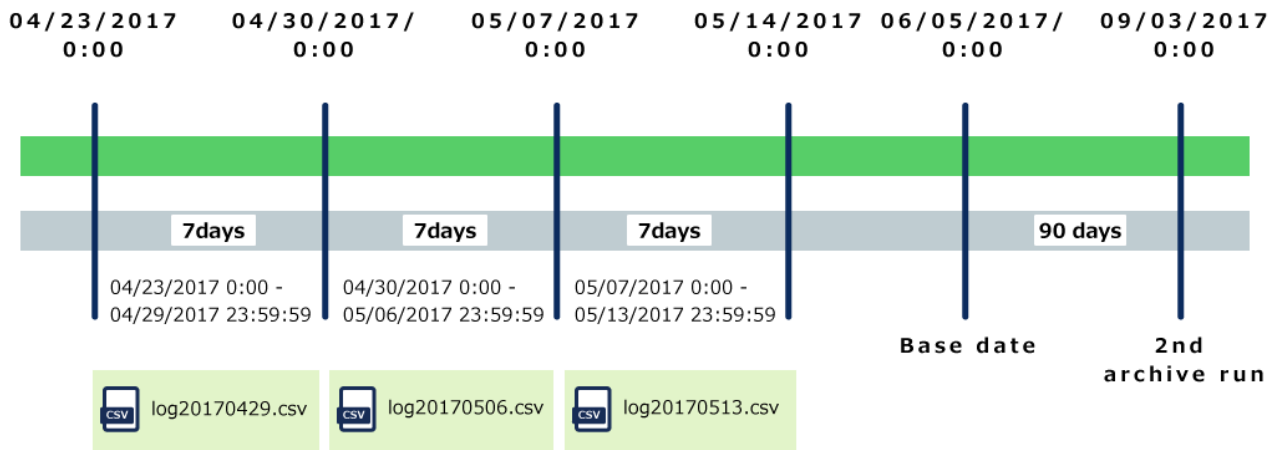 04/23/2017 04/30/2017/ 05/07/2017 05/14/2017 06/05/2017/ 09/03/2017
0:00 0:00 0:00 0:00 0:00 0:00
7days 7days 7days 90 days
04/23/2017 0:00 -
04/29/2017 23:59:59
04/30/2017 0:00 -
05/06/2017 23:59:59
05/07/2017 0:00 -
05/13/2017 23:59:59
Base date
2nd
archive run
CSV log20170429.csv
CSV log20170506.csv
CSV log20170513.csv